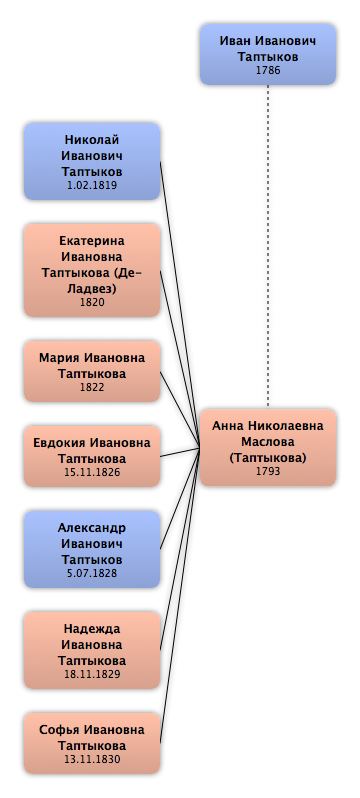 Иван Иванович
Таптыков
1786
Николай
Иванович
Таптыков
1.02.1819
Екатерина
Ивановна
Таптыкова (Де-
Ладвез)
1820
Мария Ивановна
Таптыкова
1822
Анна Николаевна
Маслова
(Таптыкова)
1793
Евдокия Ивановна
Таптыкова
15.11.1826
Александр
Иванович
Таптыков
5.07.1828
Надежда
Ивановна
Таптыкова
18.11.1829
Софья Ивановна
Таптыкова
13.11.1830